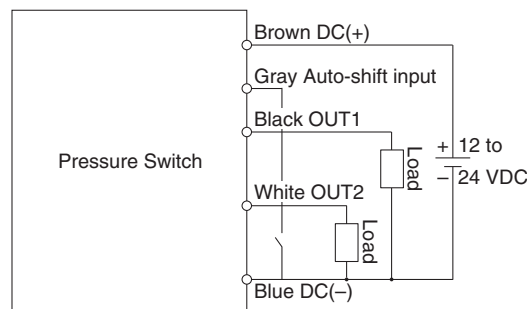 Brown DC(+)
Gray Auto-shift input
Black OUT1
Pressure Switch
Load
+ 12 to
– 24 VDC
White OUT2
Load
Blue DC(–)